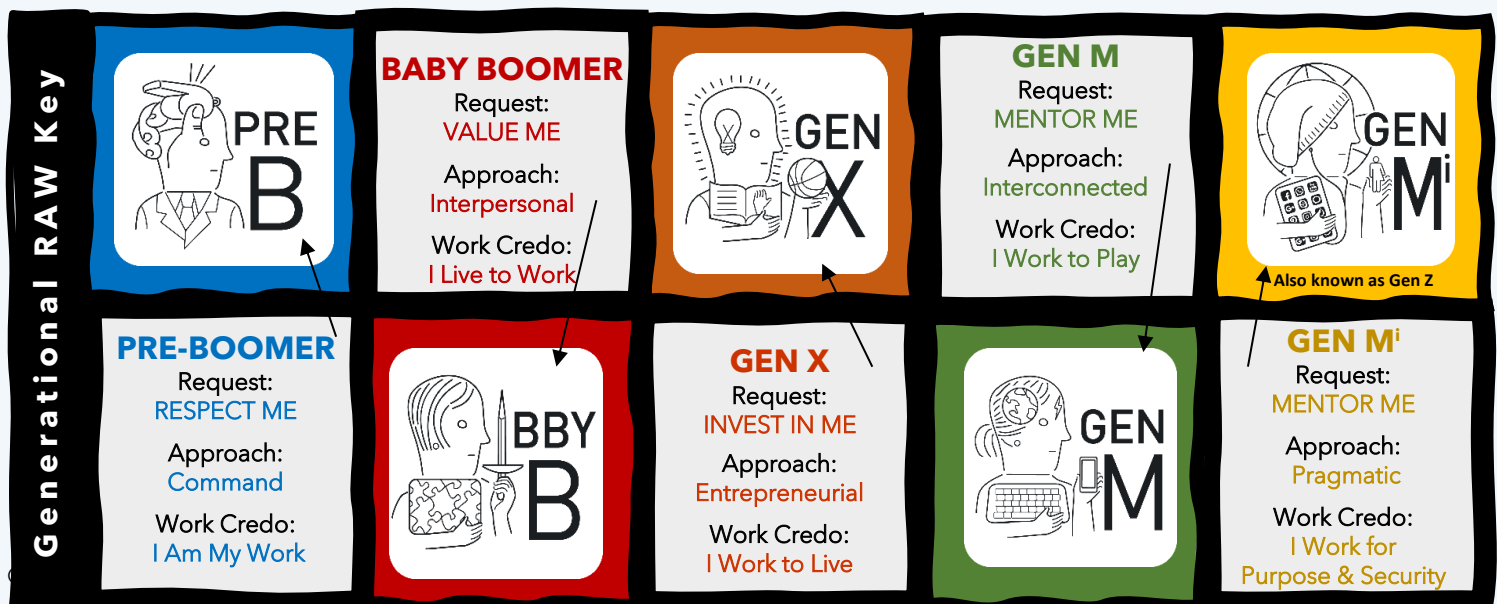 Generational RAW Key
PRE
B
BABY BOOMER
Request:
VALUE ME
Approach:
Interpersonal
Work Credo:
I Live to Work
GEN
X
GEN M
Request:
MENTOR ME
Approach:
Interconnected
Work Credo:
I Work to Play
GEN
Mⁱ
Also known as Gen Z
PRE-BOOMER
Request:
RESPECT ME
Approach:
Command
Work Credo:
I Am My Work
BBY
B
GEN X
Request:
INVEST IN ME
Approach:
Entrepreneurial
Work Credo:
I Work to Live
GEN
M
GEN Mⁱ
Request:
MENTOR ME
Approach:
Pragmatic
Work Credo:
I Work for
Purpose & Security